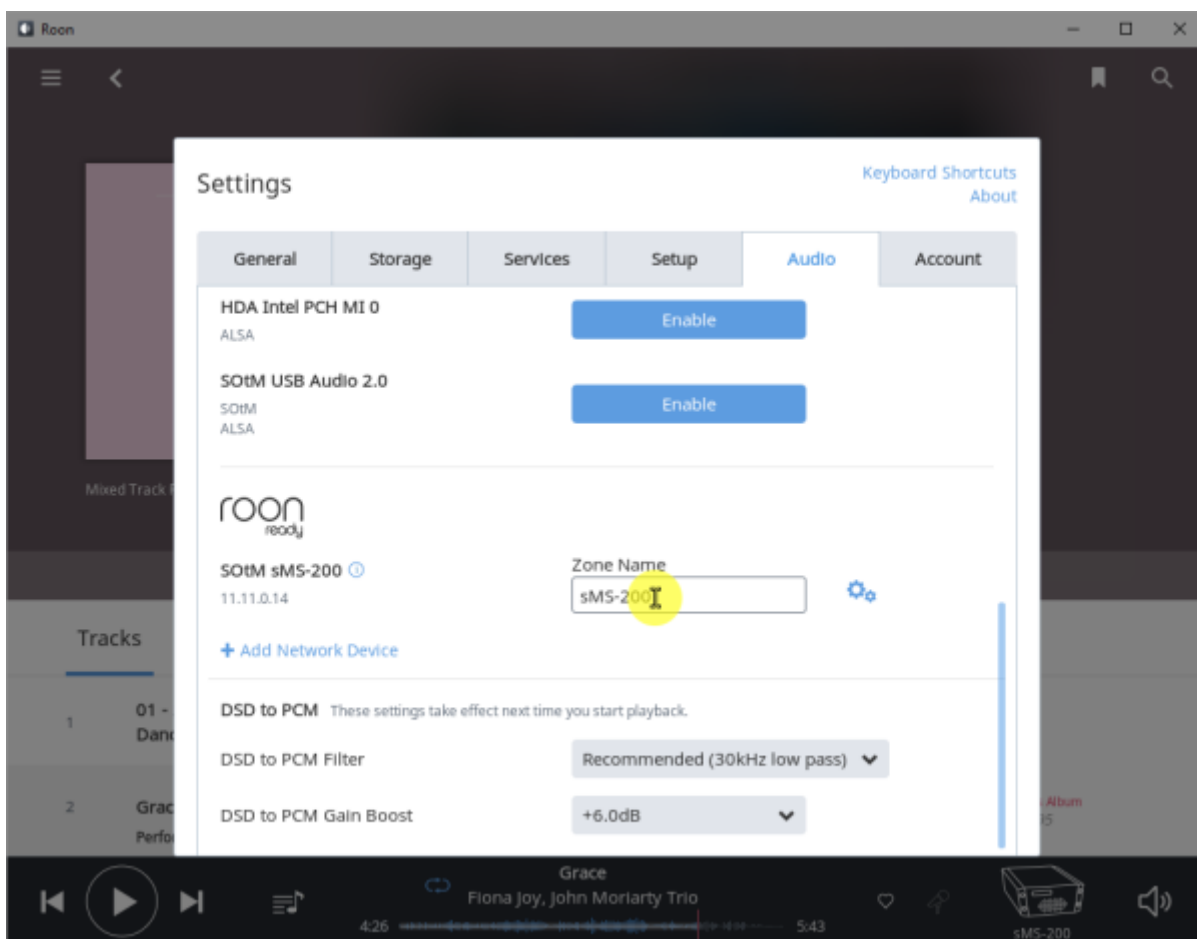 Roon
Settings
Keyboard Shortcuts
About
General Storage Services Setup Audio Account
HDA Intel PCH MI 0
ALSA
Enable
SOtM USB Audio 2.0
SOtM
ALSA
Enable
Mixed Track
roon
ready
SOtM sMS-200
11.11.0.14
Zone Name
sMS-200
+ Add Network Device
Tracks
DSD to PCM These settings take effect next time you start playback.
1
01 -
Danc
DSD to PCM Filter
Recommended (30kHz low pass)
2
Grac
Perfo
DSD to PCM Gain Boost
+6.0dB
Album
Grace
Fiona Joy, John Moriarty Trio
4:26
5:43
sMS-200